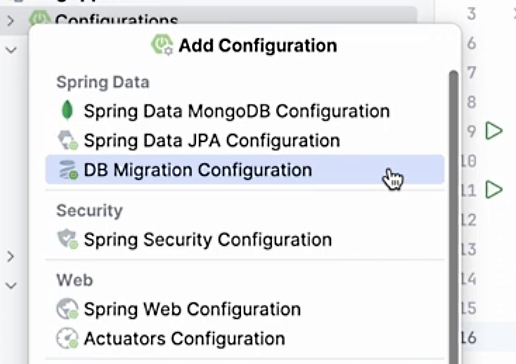 Configurations
Add Configuration
Spring Data
Spring Data MongoDB Configuration
Spring Data JPA Configuration
DB Migration Configuration
Security
Spring Security Configuration
Web
Spring Web Configuration
Actuators Configuration
3
6
7
8
9
10
11
12
13
14
15
16